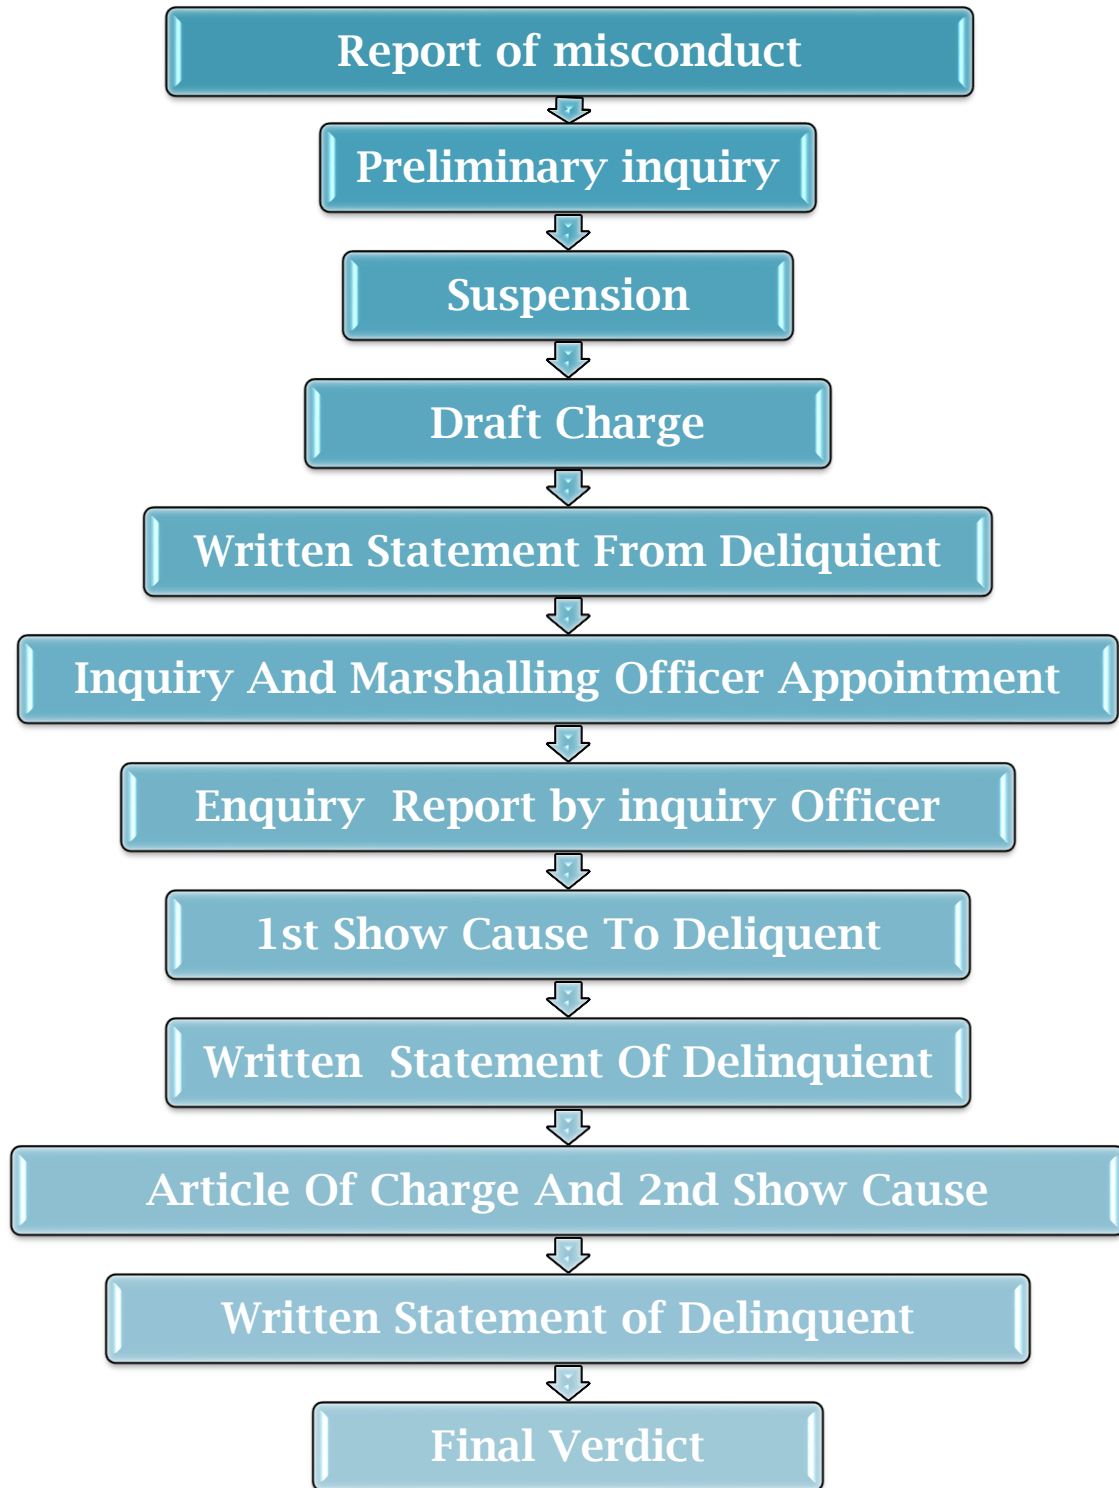 Report of misconduct
Preliminary inquiry
Suspension
Draft Charge
Written Statement From Deliquient
Inquiry And Marshalling Officer Appointment
Enquiry  Report by inquiry Officer
1st Show Cause To Deliquent
Written  Statement Of Delinquient
Article Of Charge And 2nd Show Cause
Written Statement of Delinquent
Final Verdict